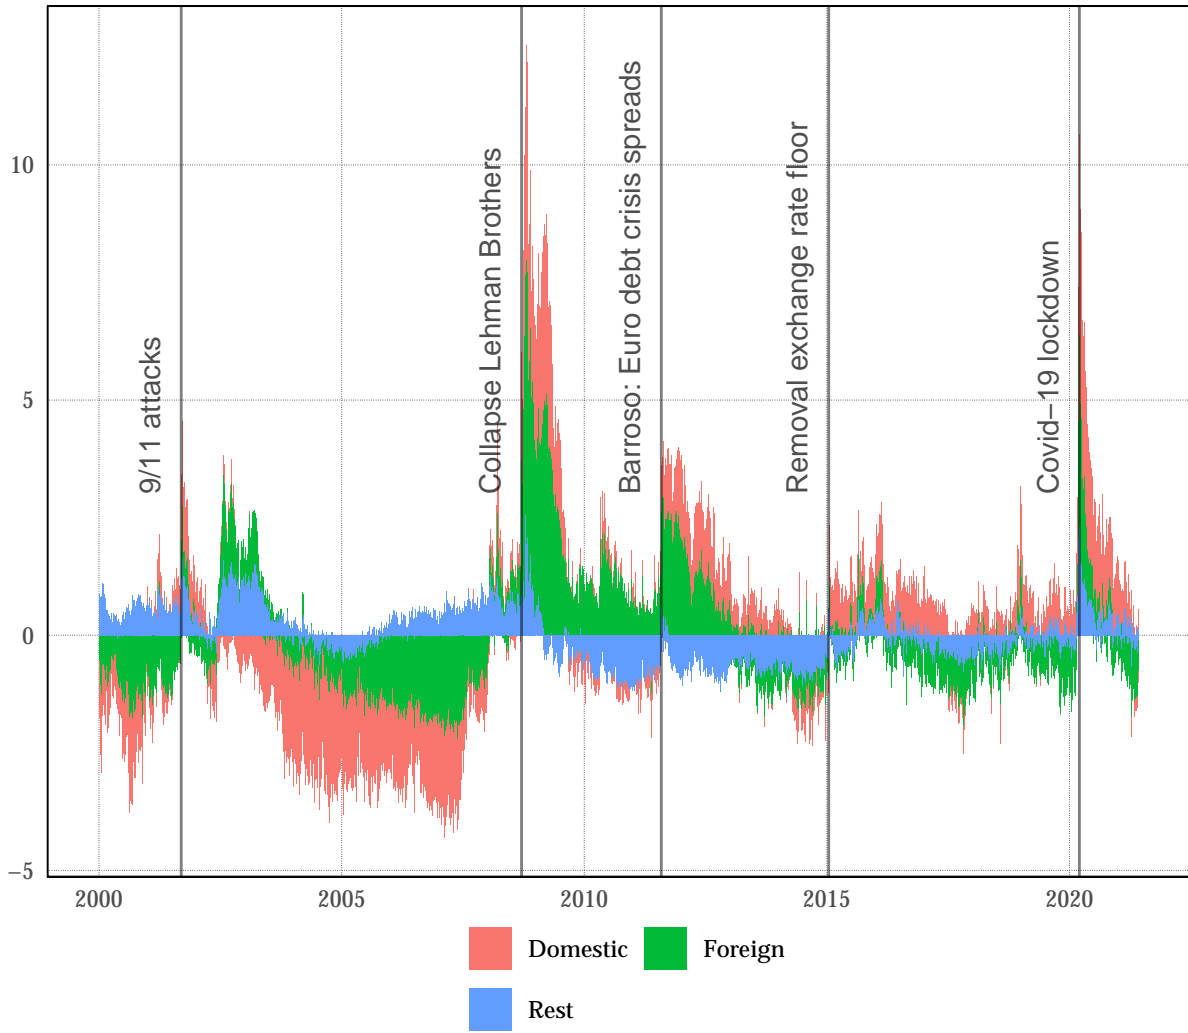 10
5
0
−5
9/11 attacks
Collapse Lehman Brothers
Barroso: Euro debt crisis spreads
Removal exchange rate floor
Covid−19 lockdown
2000 2005 2010 2015 2020
Domestic Foreign
Rest